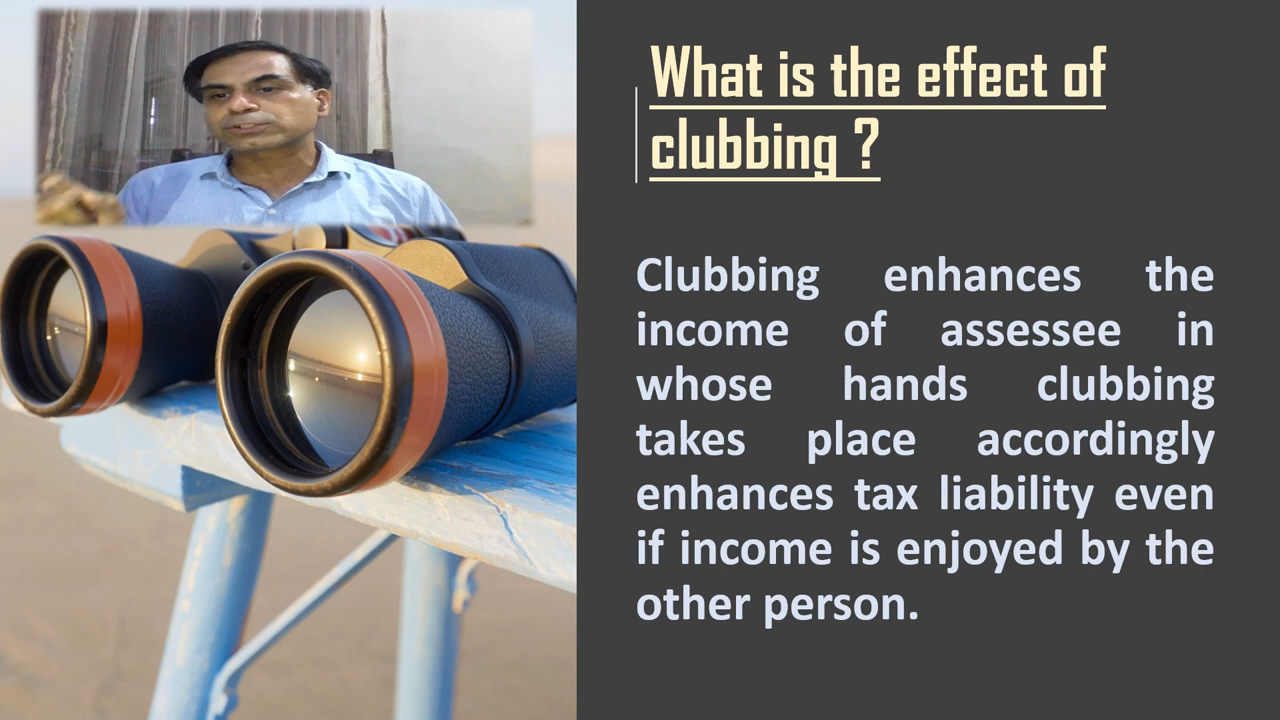 What is the effect of
clubbing ?
Clubbing enhances the
income of assessee in
whose hands clubbing
takes place accordingly
enhances tax liability even
if income is enjoyed by the
other person.